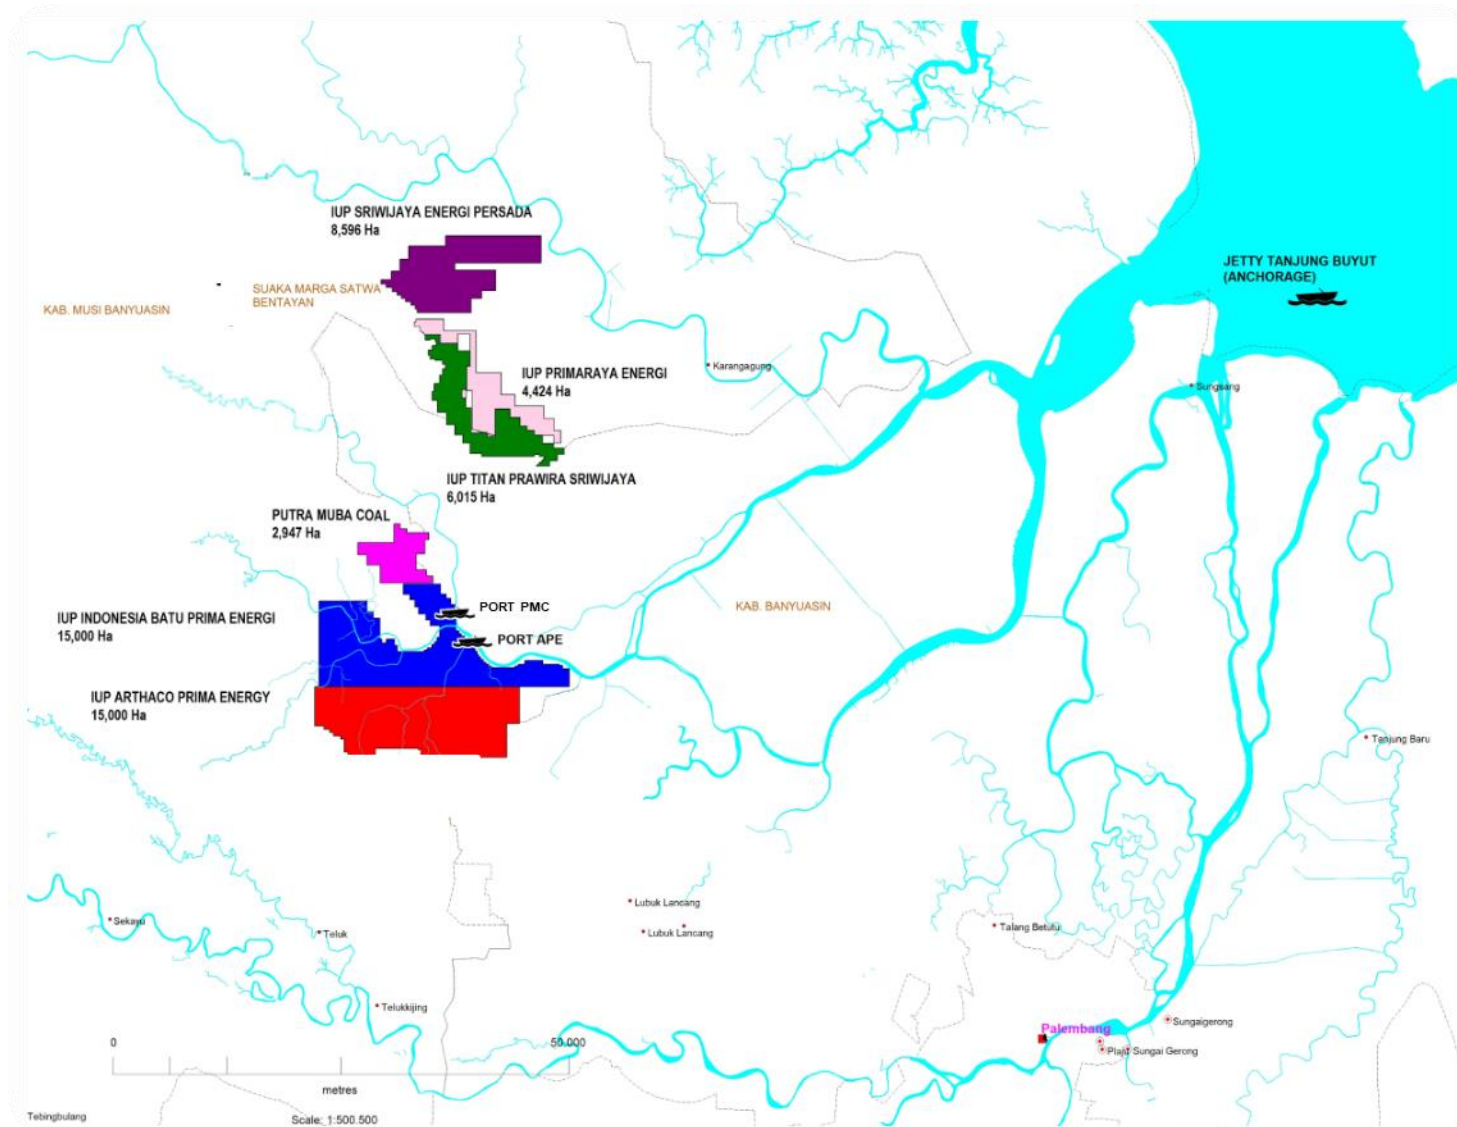 IUP SRIWIJAYA ENERGI PERSADA
8,596 Ha
JETTY TANJUNG BUYUT
(ANCHORAGE)
SUAKA MARGA SATWA
BENTAYAN
KAB. MUSI BANYUASIN
IUP PRIMARAYA ENERGI
4,424 Ha
Karangagung
Sungsang
IUP TITAN PRAWIRA SRIWIJAYA
6,015 Ha
PUTRA MUBA COAL
2,947 Ha
PORT PMC
KAB. BANYUASIN
IUP INDONESIA BATU PRIMA ENERGI
15,000 Ha
PORT APE
IUP ARTHACO PRIMA ENERGY
15,000 Ha
Tanjung Baru
Lubuk Lancang
Sekayu
Teluk
Lubuk Lancang
Talang Betutu
Telukkijing
Sungaigerong
Palembang
Plaju Sungai Gerong
0
50.000
metres
Tebingbulang
Scale: 1:500.500